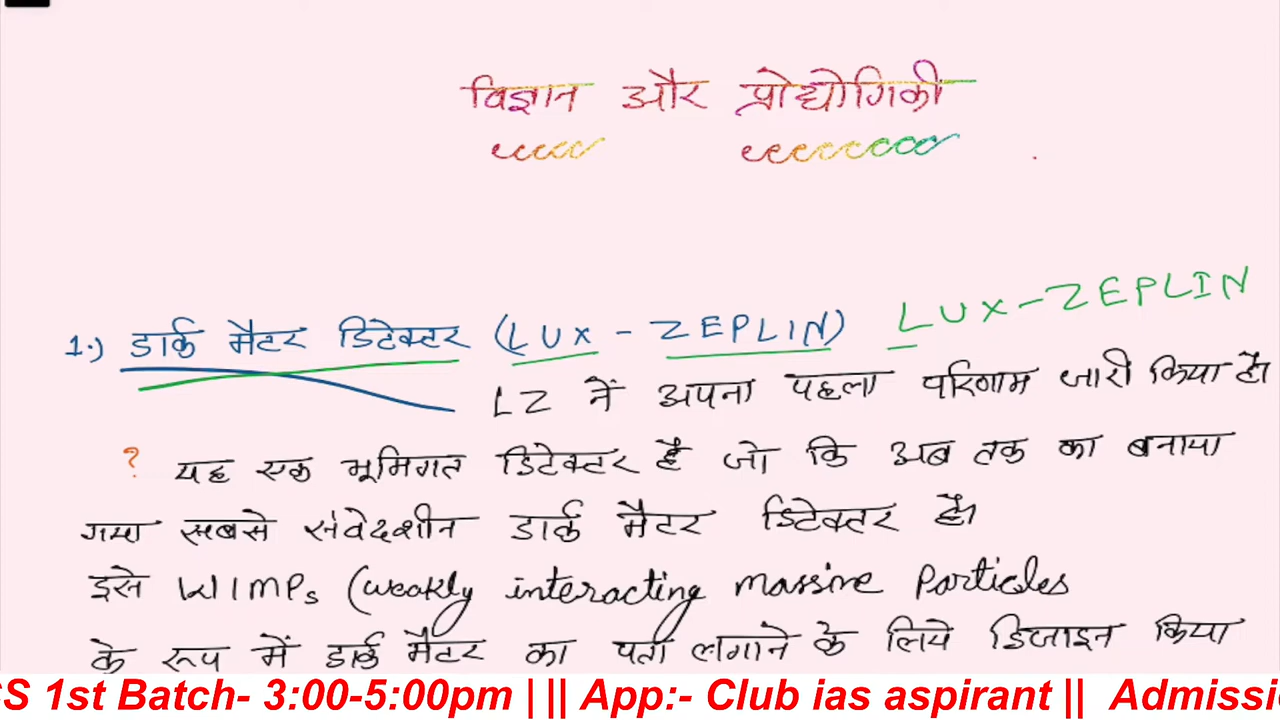 विज्ञान और प्रोद्योगिकी
1.) डार्क मैटर डिटेक्टर (LUX - ZEPLIN) LUX-ZEPLIN
LZ नें अपना पहला परिणाम जारी किया है।
? यह एक भूमिगत डिटेक्टर है जो कि अब तक का बनाया
गया सबसे संवेदशीन डार्क मैटर डिटेक्टर है।
इसे WIMPs (weakly interacting massive Particles
के रूप में डार्क मैटर का पता लगाने के लिये डिजाइन किया
SS 1st Batch- 3:00-5:00pm | || App:- Club ias aspirant || Admissi